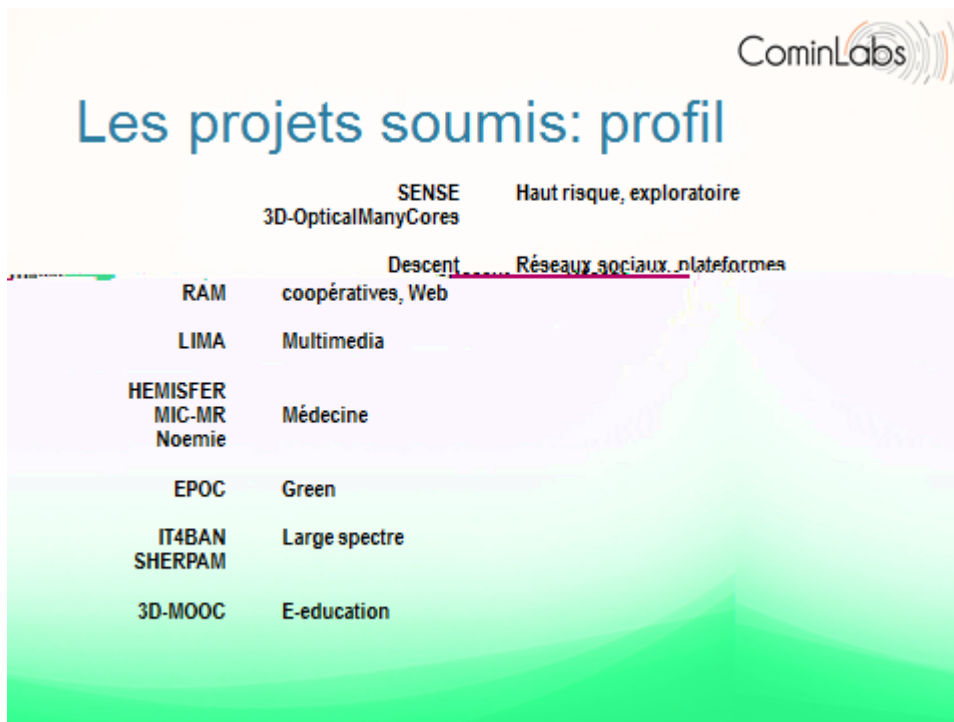 CominLabs
Les projets soumis: profil
SENSE Haut risque, exploratoire
3D-OpticalManyCores
Descent Réseaux sociaux, plateformes
RAM coopératives, Web
LIMA Multimedia
HEMISFER
MIC-MR Médecine
Noemie
EPOC Green
IT4BAN Large spectre
SHERPAM
3D-MOOC E-education